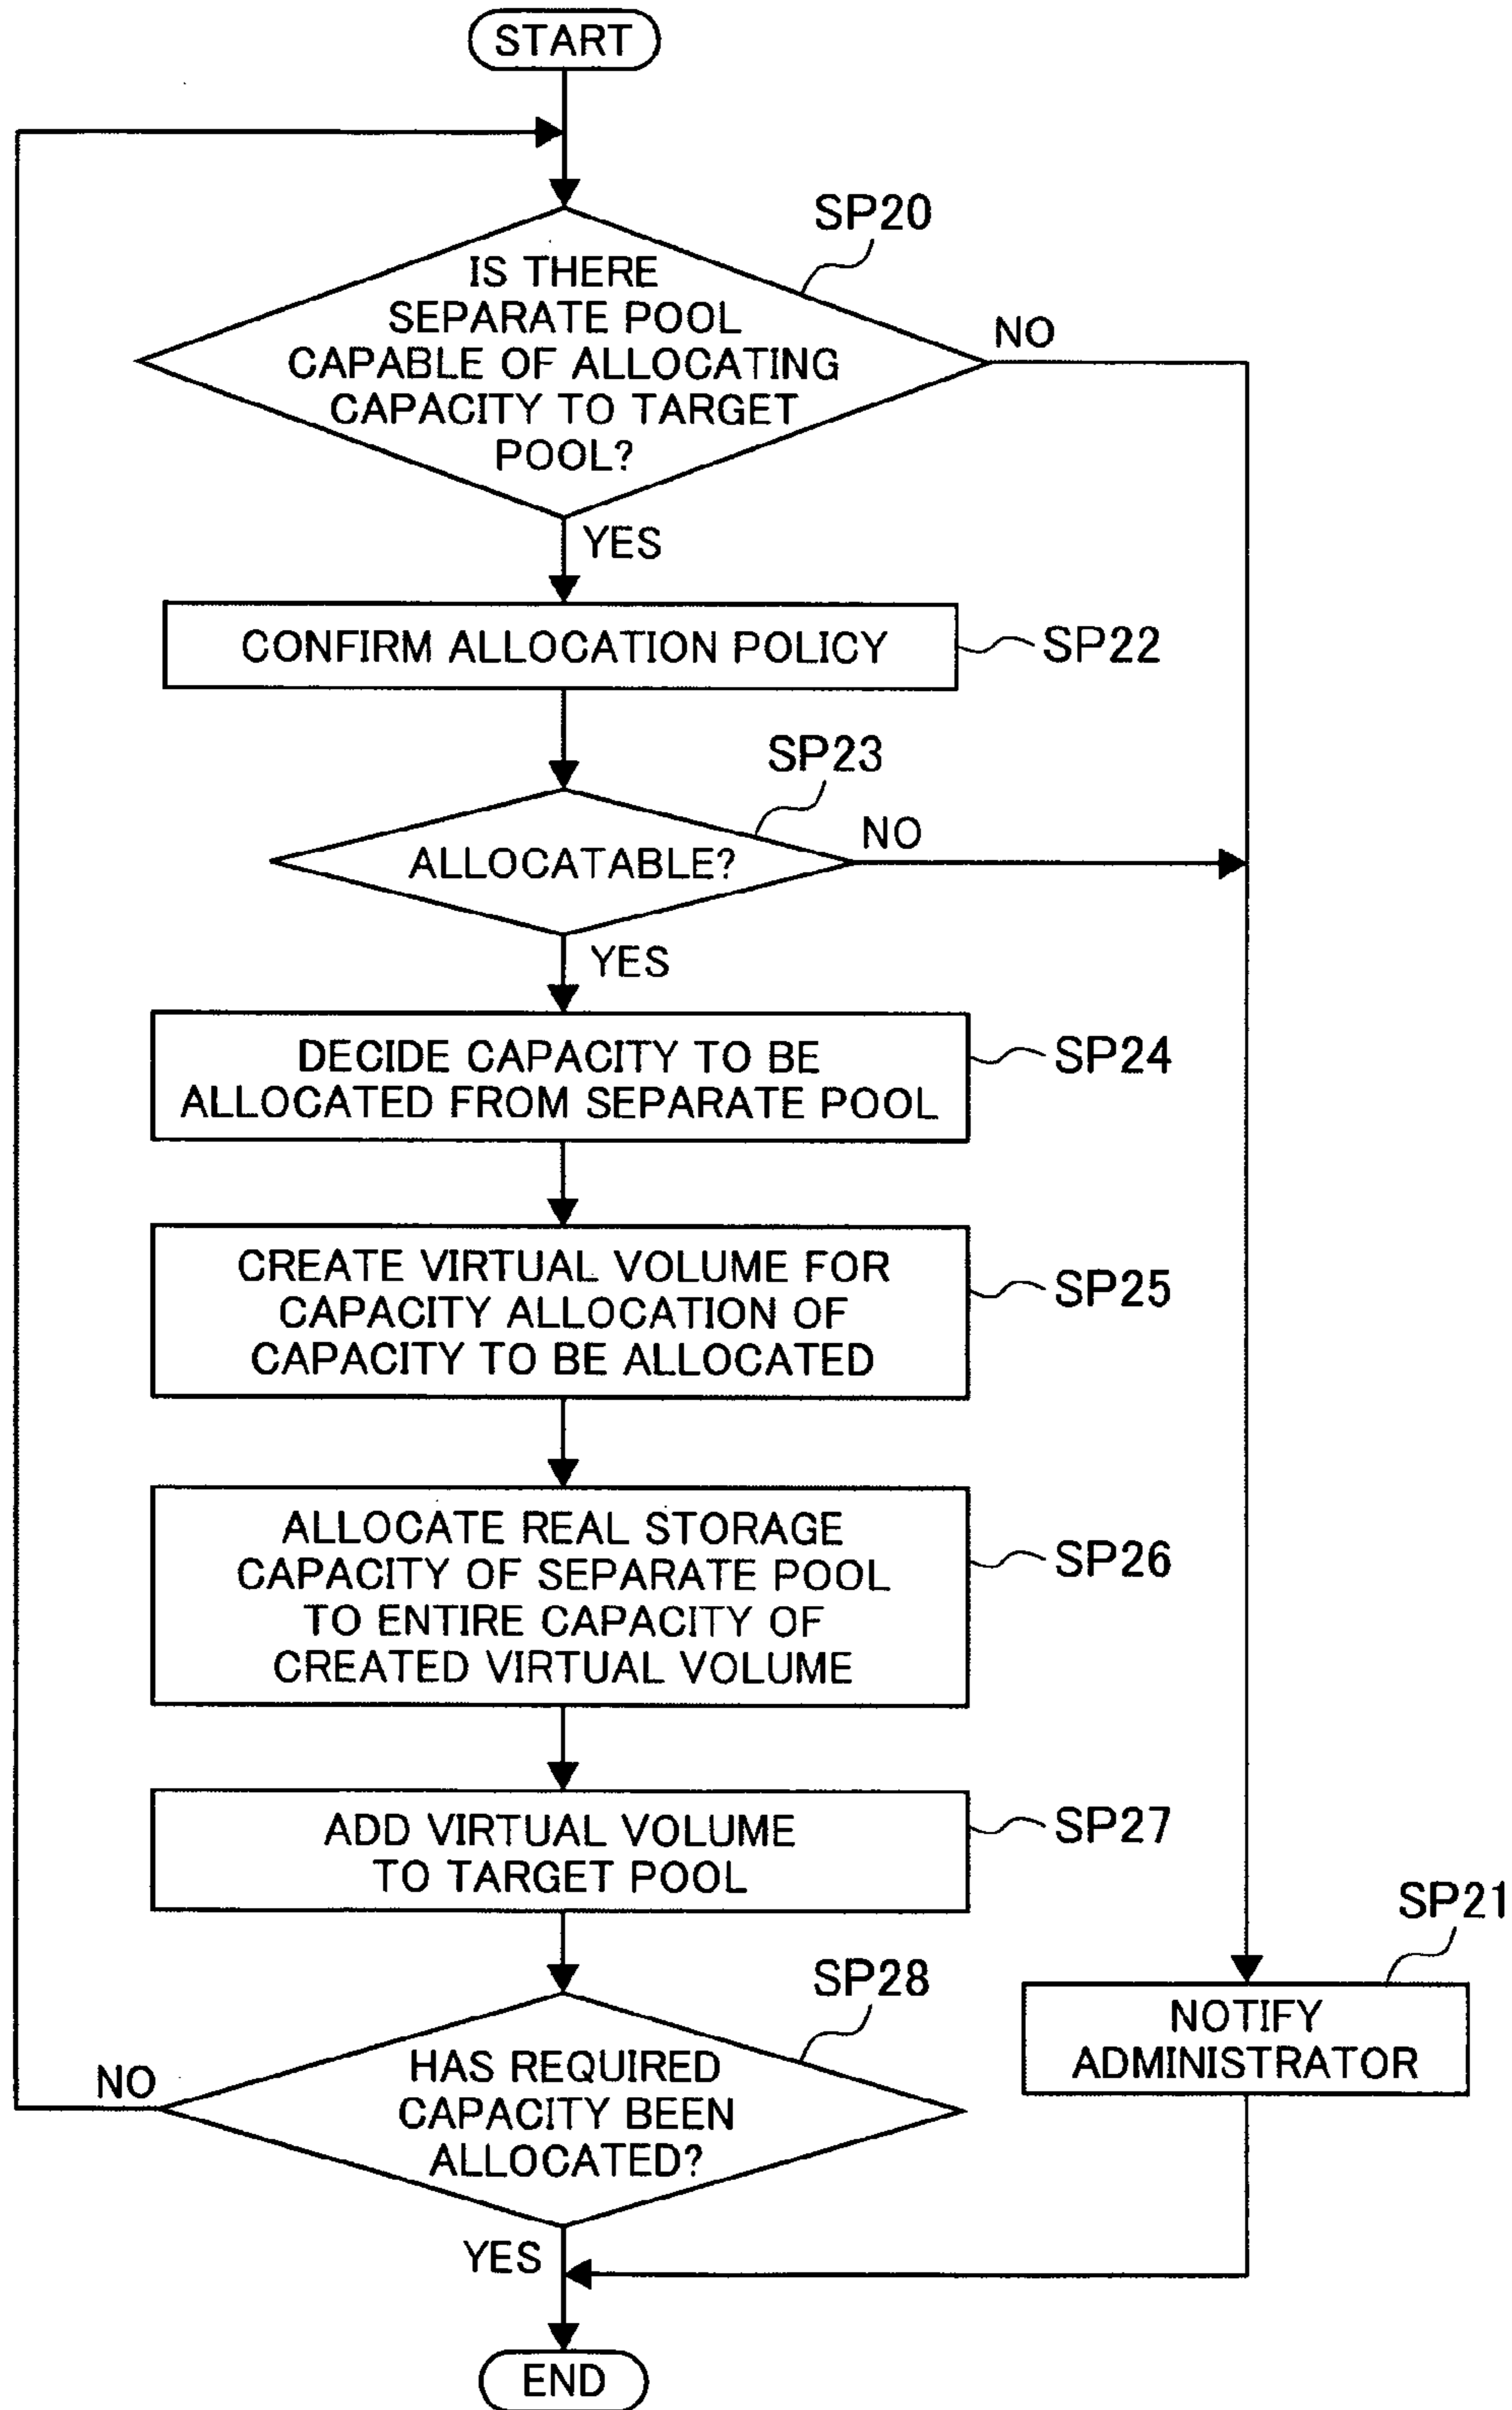 START
SP20
IS THERE
SEPARATE POOL
CAPABLE OF ALLOCATING
CAPACITY TO TARGET
POOL?
NO
YES
CONFIRM ALLOCATION POLICY
SP22
SP23
ALLOCATABLE?
NO
YES
DECIDE CAPACITY TO BE
ALLOCATED FROM SEPARATE POOL
SP24
CREATE VIRTUAL VOLUME FOR
CAPACITY ALLOCATION OF
CAPACITY TO BE ALLOCATED
SP25
ALLOCATE REAL STORAGE
CAPACITY OF SEPARATE POOL
TO ENTIRE CAPACITY OF
CREATED VIRTUAL VOLUME
SP26
ADD VIRTUAL VOLUME
TO TARGET POOL
SP27
SP21
NOTIFY
ADMINISTRATOR
SP28
HAS REQUIRED
CAPACITY BEEN
ALLOCATED?
NO
YES
END